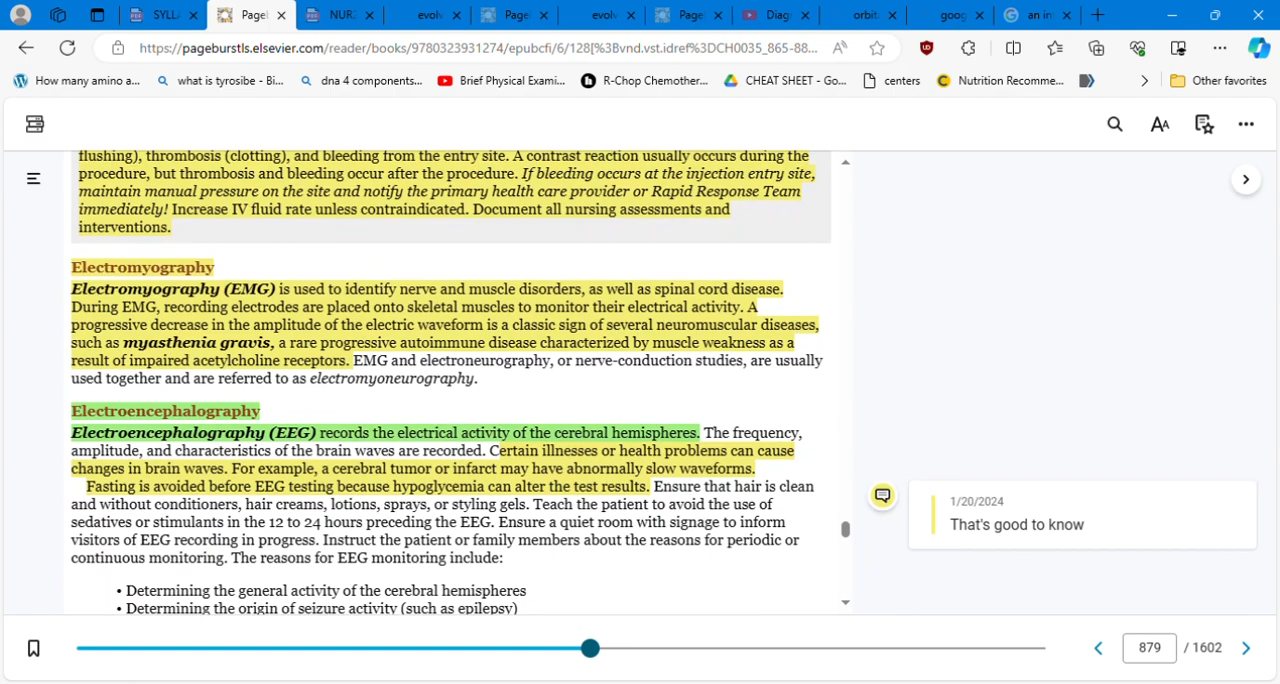 SYLL
Pagel
NUR:
evolv
Page
evolv
Page
Diag
orbit
goog
an in
https://pageburstls.elsevier.com/reader/books/9780323931274/epubcfi/6/128[%3Bvnd.vst.idref%3DCH0035_865-88...
How many amino a...
what is tyrosibe - Bi...
dna 4 components...
Brief Physical Exami...
R-Chop Chemother...
CHEAT SHEET - Go...
centers
Nutrition Recomme...
Other favorites
flushing), thrombosis (clotting), and bleeding from the entry site. A contrast reaction usually occurs during the
procedure, but thrombosis and bleeding occur after the procedure. If bleeding occurs at the injection entry site,
maintain manual pressure on the site and notify the primary health care provider or Rapid Response Team
immediately! Increase IV fluid rate unless contraindicated. Document all nursing assessments and
interventions.
Electromyography
Electromyography (EMG) is used to identify nerve and muscle disorders, as well as spinal cord disease.
During EMG, recording electrodes are placed onto skeletal muscles to monitor their electrical activity. A
progressive decrease in the amplitude of the electric waveform is a classic sign of several neuromuscular diseases,
such as myasthenia gravis, a rare progressive autoimmune disease characterized by muscle weakness as a
result of impaired acetylcholine receptors. EMG and electroneurography, or nerve-conduction studies, are usually
used together and are referred to as electromyoneurography.
Electroencephalography
Electroencephalography (EEG) records the electrical activity of the cerebral hemispheres. The frequency,
amplitude, and characteristics of the brain waves are recorded. Certain illnesses or health problems can cause
changes in brain waves. For example, a cerebral tumor or infarct may have abnormally slow waveforms.
Fasting is avoided before EEG testing because hypoglycemia can alter the test results. Ensure that hair is clean
and without conditioners, hair creams, lotions, sprays, or styling gels. Teach the patient to avoid the use of
sedatives or stimulants in the 12 to 24 hours preceding the EEG. Ensure a quiet room with signage to inform
visitors of EEG recording in progress. Instruct the patient or family members about the reasons for periodic or
continuous monitoring. The reasons for EEG monitoring include:
• Determining the general activity of the cerebral hemispheres
• Determining the origin of seizure activity (such as epilepsy)
1/20/2024
That's good to know
879 / 1602